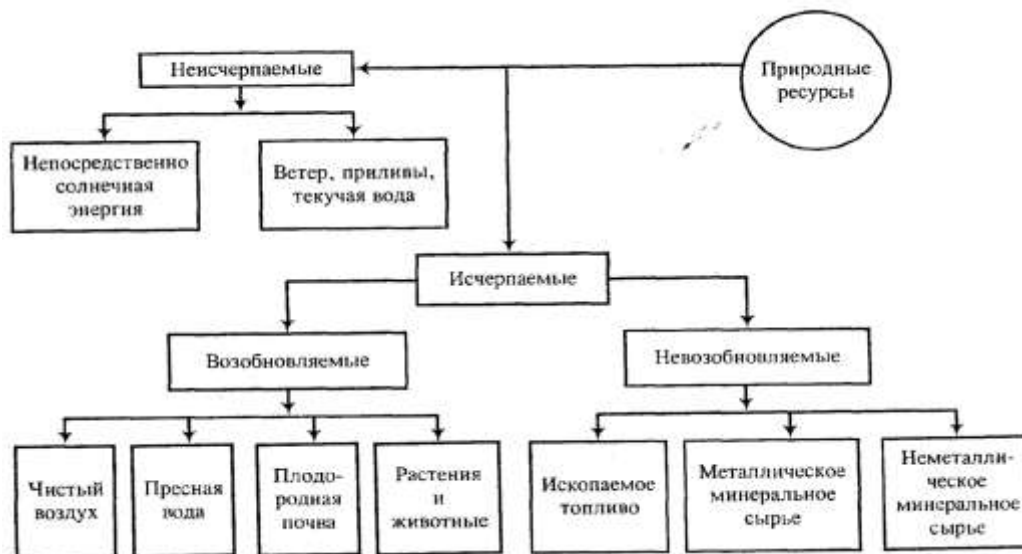 Природные
ресурсы
Неисчерпаемые
Непосредственно
солнечная
энергия
Ветер, приливы,
текучая вода
Исчерпаемые
Возобновляемые
Невозобновляемые
Чистый
воздух
Пресная
вода
Плодо-
родная
почва
Растения
и
животные
Ископаемое
топливо
Металлическое
минеральное
сырье
Неметалли-
ческое
минеральное
сырье